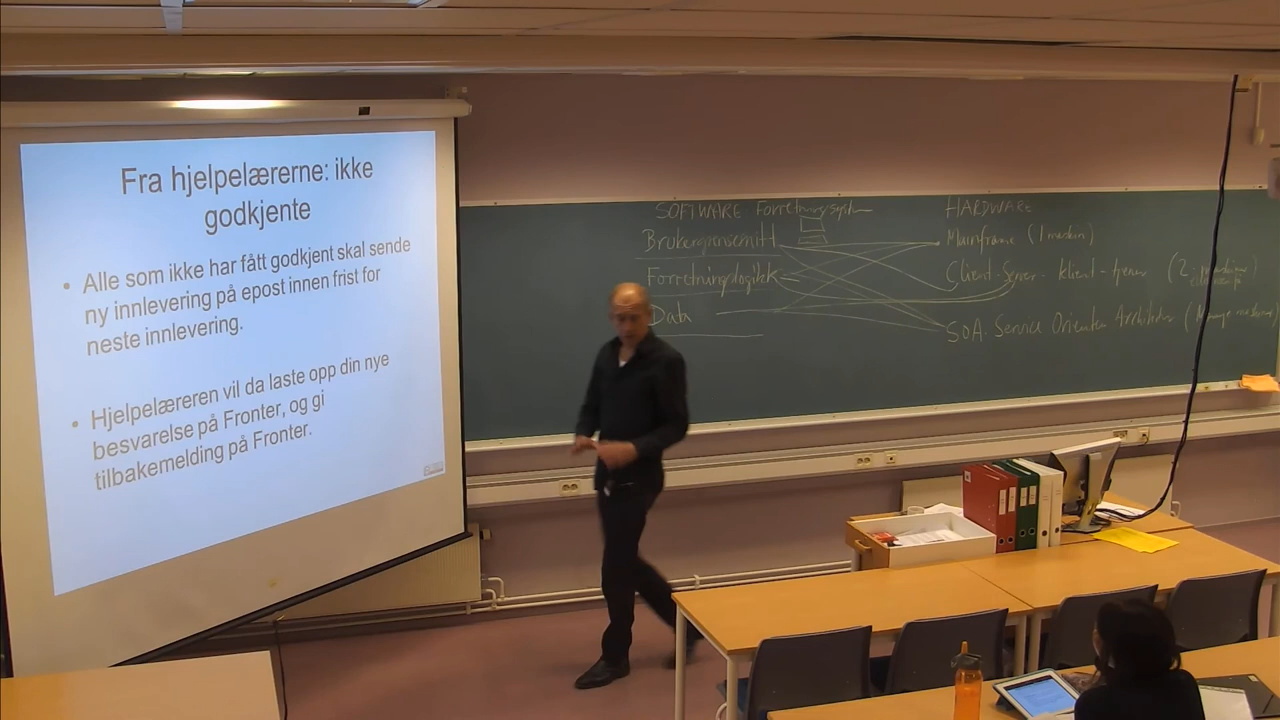 Fra hjelpelærerne: ikke
godkjente
• Alle som ikke har fått godkjent skal sende
ny innlevering på epost innen frist for
neste innlevering.
• Hjelpelæreren vil da laste opp din nye
besvarelse på Fronter, og gi
tilbakemelding på Fronter.
SOFTWARE
Brukergrensesnitt
Forretningslogikk
Data
HARDWARE
Mainframe (1 maskin)
Client-Server - klient-tjener (2
SOA. Service Oriented